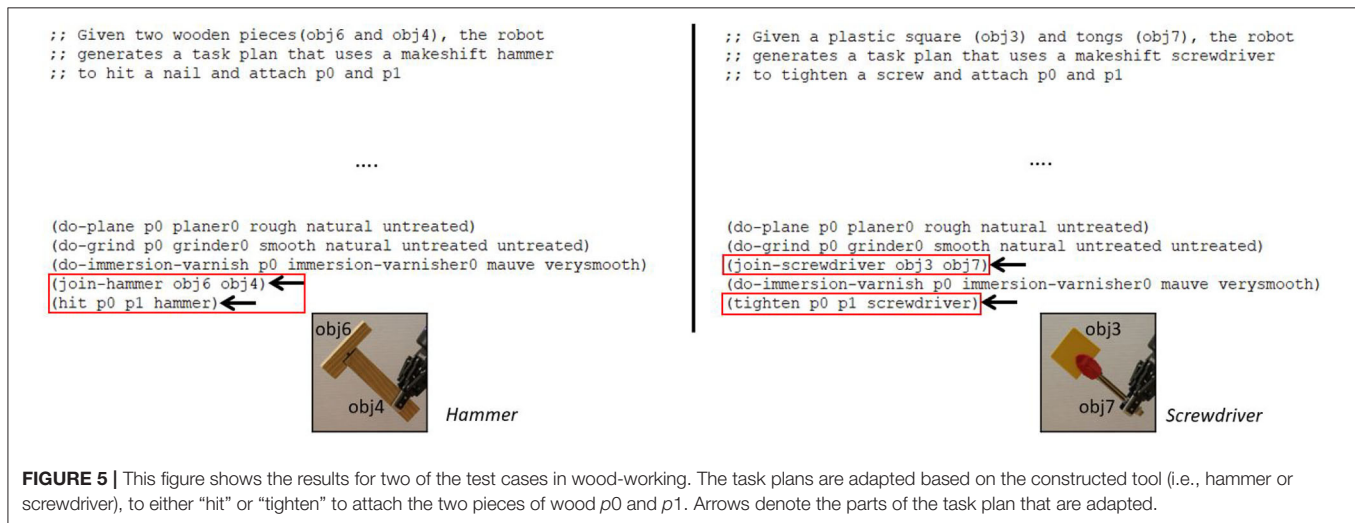 ;; Given two wooden pieces(obj6 and obj4), the robot
;; generates a task plan that uses a makeshift hammer
;; to hit a nail and attach p0 and p1
....
(do-plane p0 planer0 rough natural untreated)
(do-grind p0 grinder0 smooth natural untreated untreated)
(do-immersion-varnish p0 immersion-varnisher0 mauve verysmooth)
(join-hammer obj6 obj4)
(hit p0 p1 hammer)
obj6
obj4
Hammer
;; Given a plastic square (obj3) and tongs (obj7), the robot
;; generates a task plan that uses a makeshift screwdriver
;; to tighten a screw and attach p0 and p1
....
(do-plane p0 planer0 rough natural untreated)
(do-grind p0 grinder0 smooth natural untreated untreated)
(join-screwdriver obj3 obj7)
(do-immersion-varnish p0 immersion-varnisher0 mauve verysmooth)
(tighten p0 p1 screwdriver)
obj3
obj7
Screwdriver
FIGURE 5 | This figure shows the results for two of the test cases in wood-working. The task plans are adapted based on the constructed tool (i.e., hammer or
screwdriver), to either “hit” or “tighten” to attach the two pieces of wood p0 and p1. Arrows denote the parts of the task plan that are adapted.